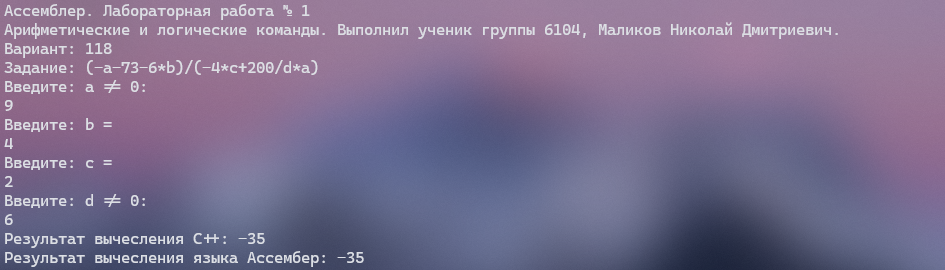 Ассемблер. Лабораторная работа № 1
Арифметические и логические команды. Выполнил ученик группы 6104, Маликов Николай Дмитриевич.
Вариант: 118
Задание: (-a-73-6*b)/(-4*c+200/d*a)
Введите: a ≠ 0:
9
Введите: b =
4
Введите: c =
2
Введите: d ≠ 0:
6
Результат вычесления C++: -35
Результат вычесления языка Ассембер: -35